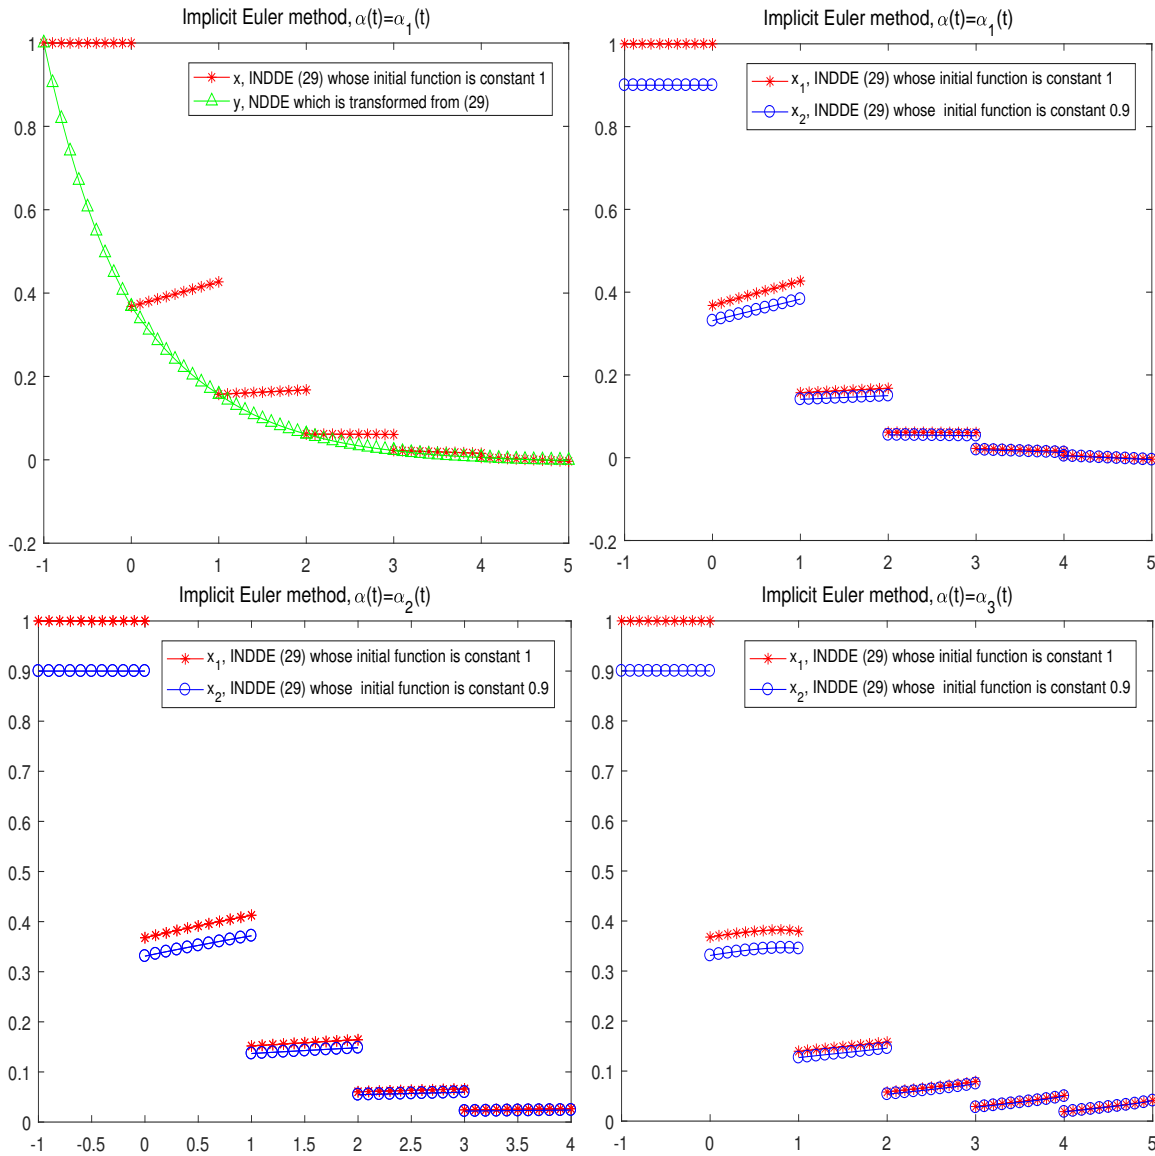 Implicit Euler method, α(t)=α1(t)
x, INDDE (29) whose initial function is constant 1
y, NDDE which is transformed from (29)
1
0.8
0.6
0.4
0.2
0
-0.2
-1 0 1 2 3 4 5
Implicit Euler method, α(t)=α1(t)
x1, INDDE (29) whose initial function is constant 1
x2, INDDE (29) whose initial function is constant 0.9
1
0.8
0.6
0.4
0.2
0
-0.2
-1 0 1 2 3 4 5
Implicit Euler method, α(t)=α2(t)
x1, INDDE (29) whose initial function is constant 1
x2, INDDE (29) whose initial function is constant 0.9
1
0.9
0.8
0.7
0.6
0.5
0.4
0.3
0.2
0.1
0
-1 -0.5 0 0.5 1 1.5 2 2.5 3 3.5 4
Implicit Euler method, α(t)=α3(t)
x1, INDDE (29) whose initial function is constant 1
x2, INDDE (29) whose initial function is constant 0.9
1
0.9
0.8
0.7
0.6
0.5
0.4
0.3
0.2
0.1
0
-1 0 1 2 3 4 5